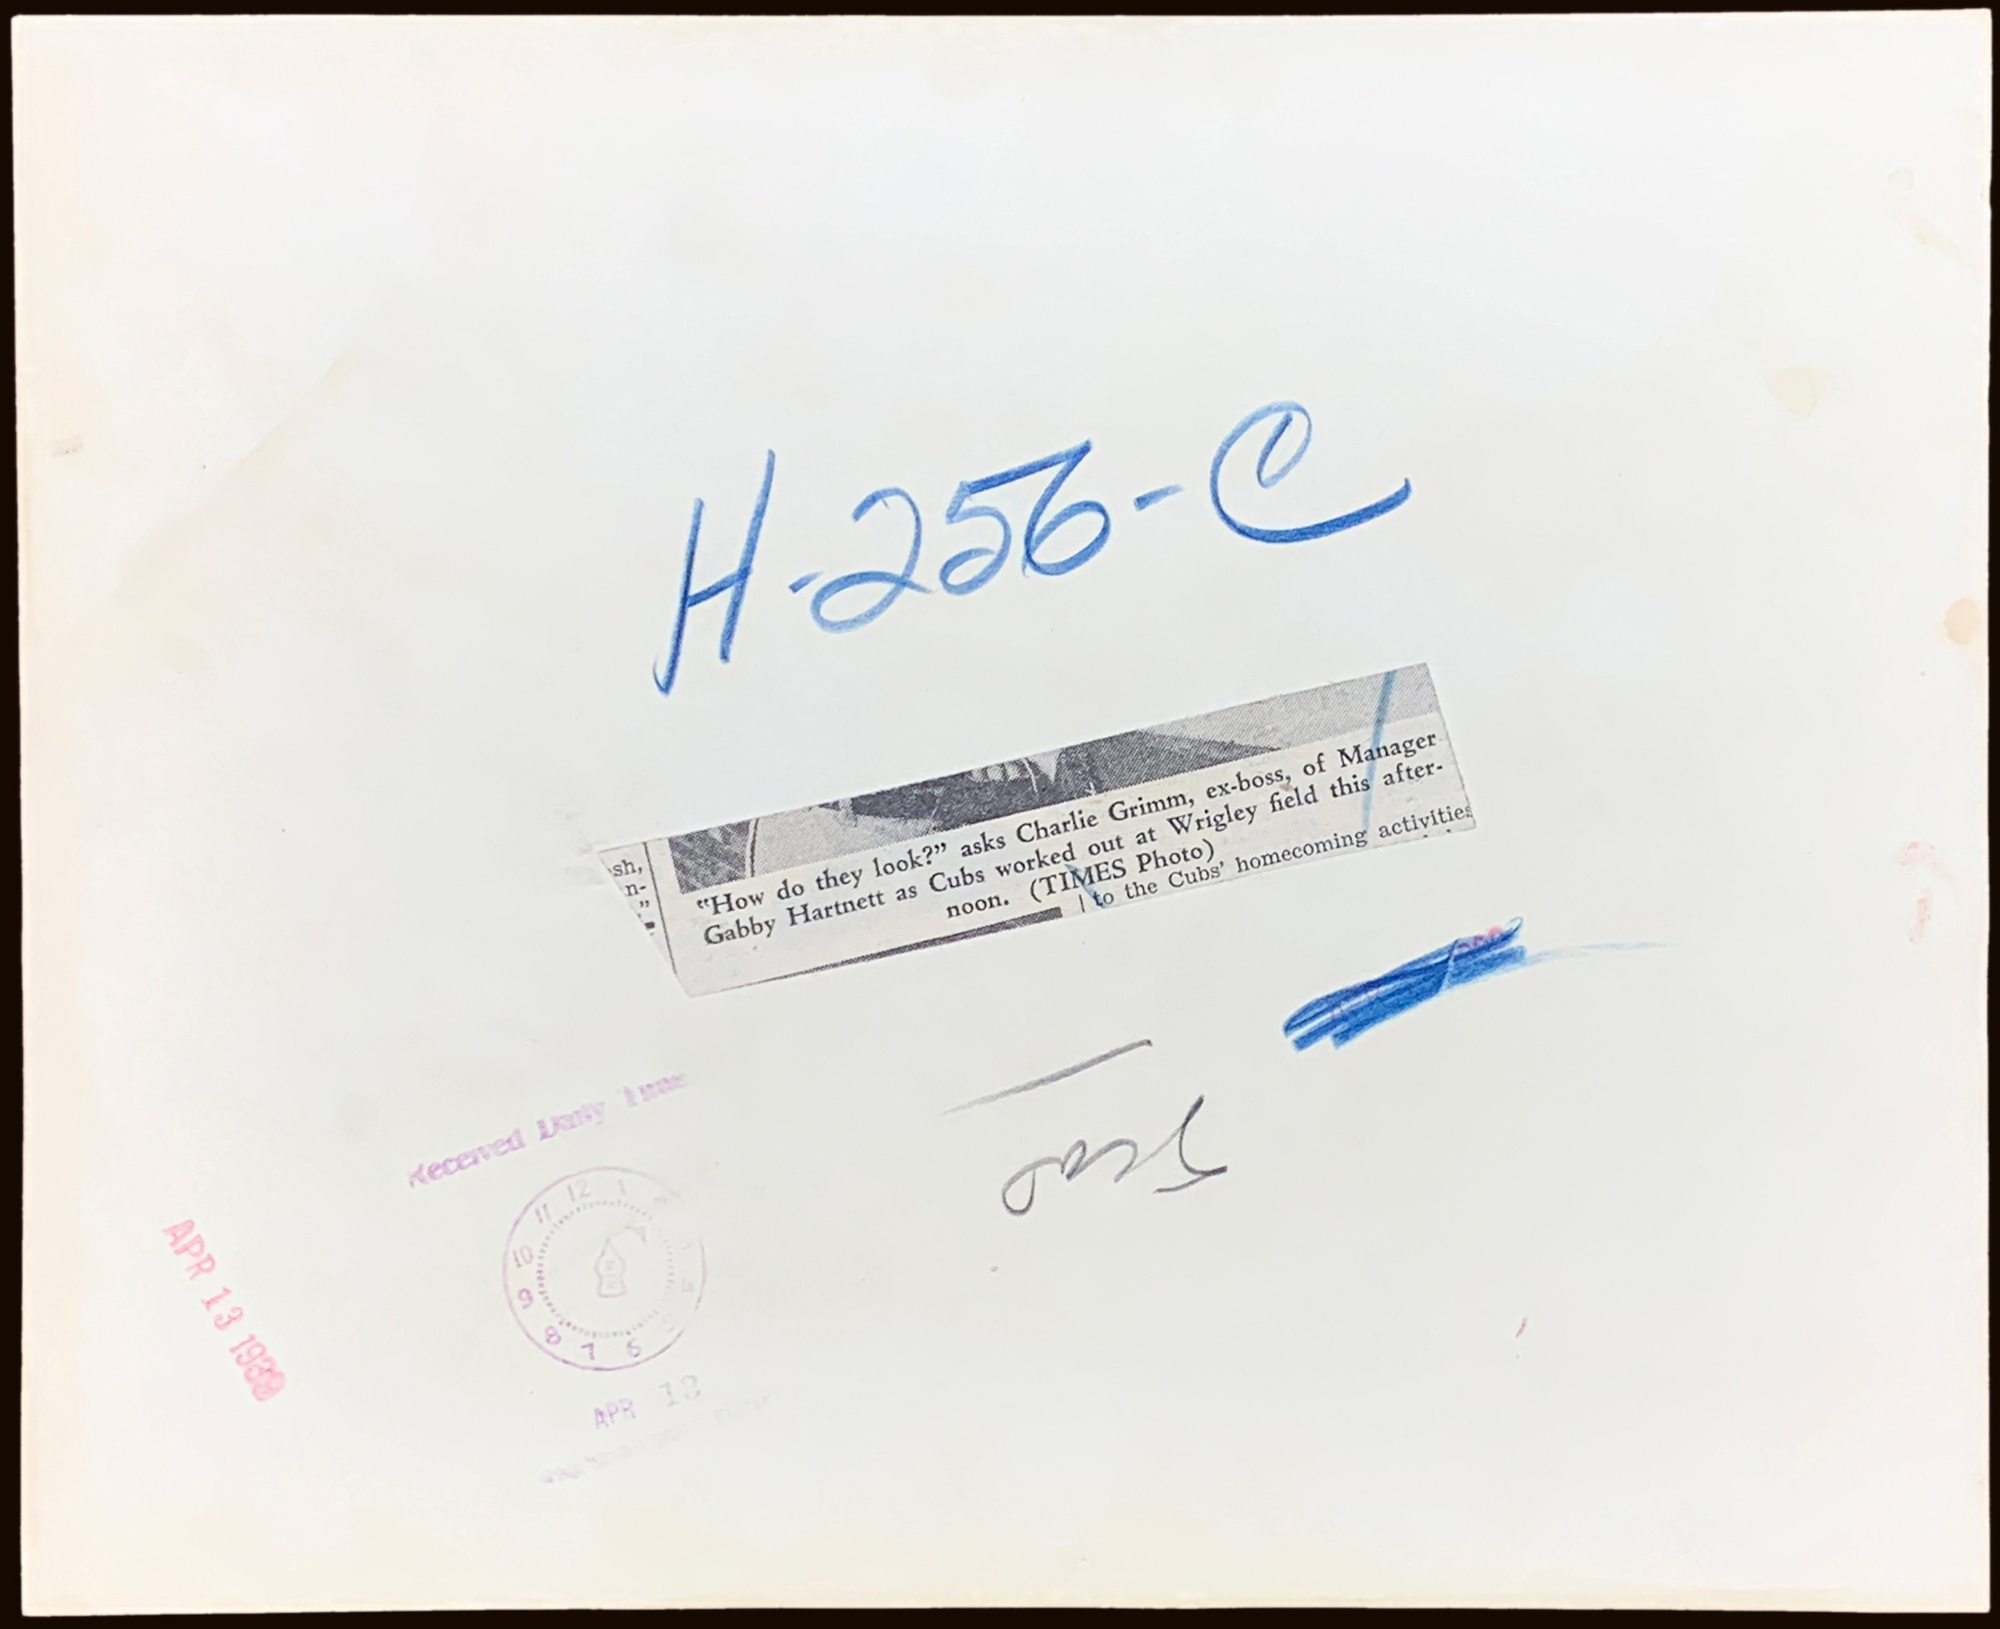 H-256-C
sh,
n-
"
"How do they look?" asks Charlie Grimm, ex-boss, of Manager
Gabby Hartnett as Cubs worked out at Wrigley field this after-
noon. (TIMES Photo)
to the Cubs' homecoming activities
Received Daily Times
12 1
11
10
9
8 7 6
APR 18
APR 13 1939